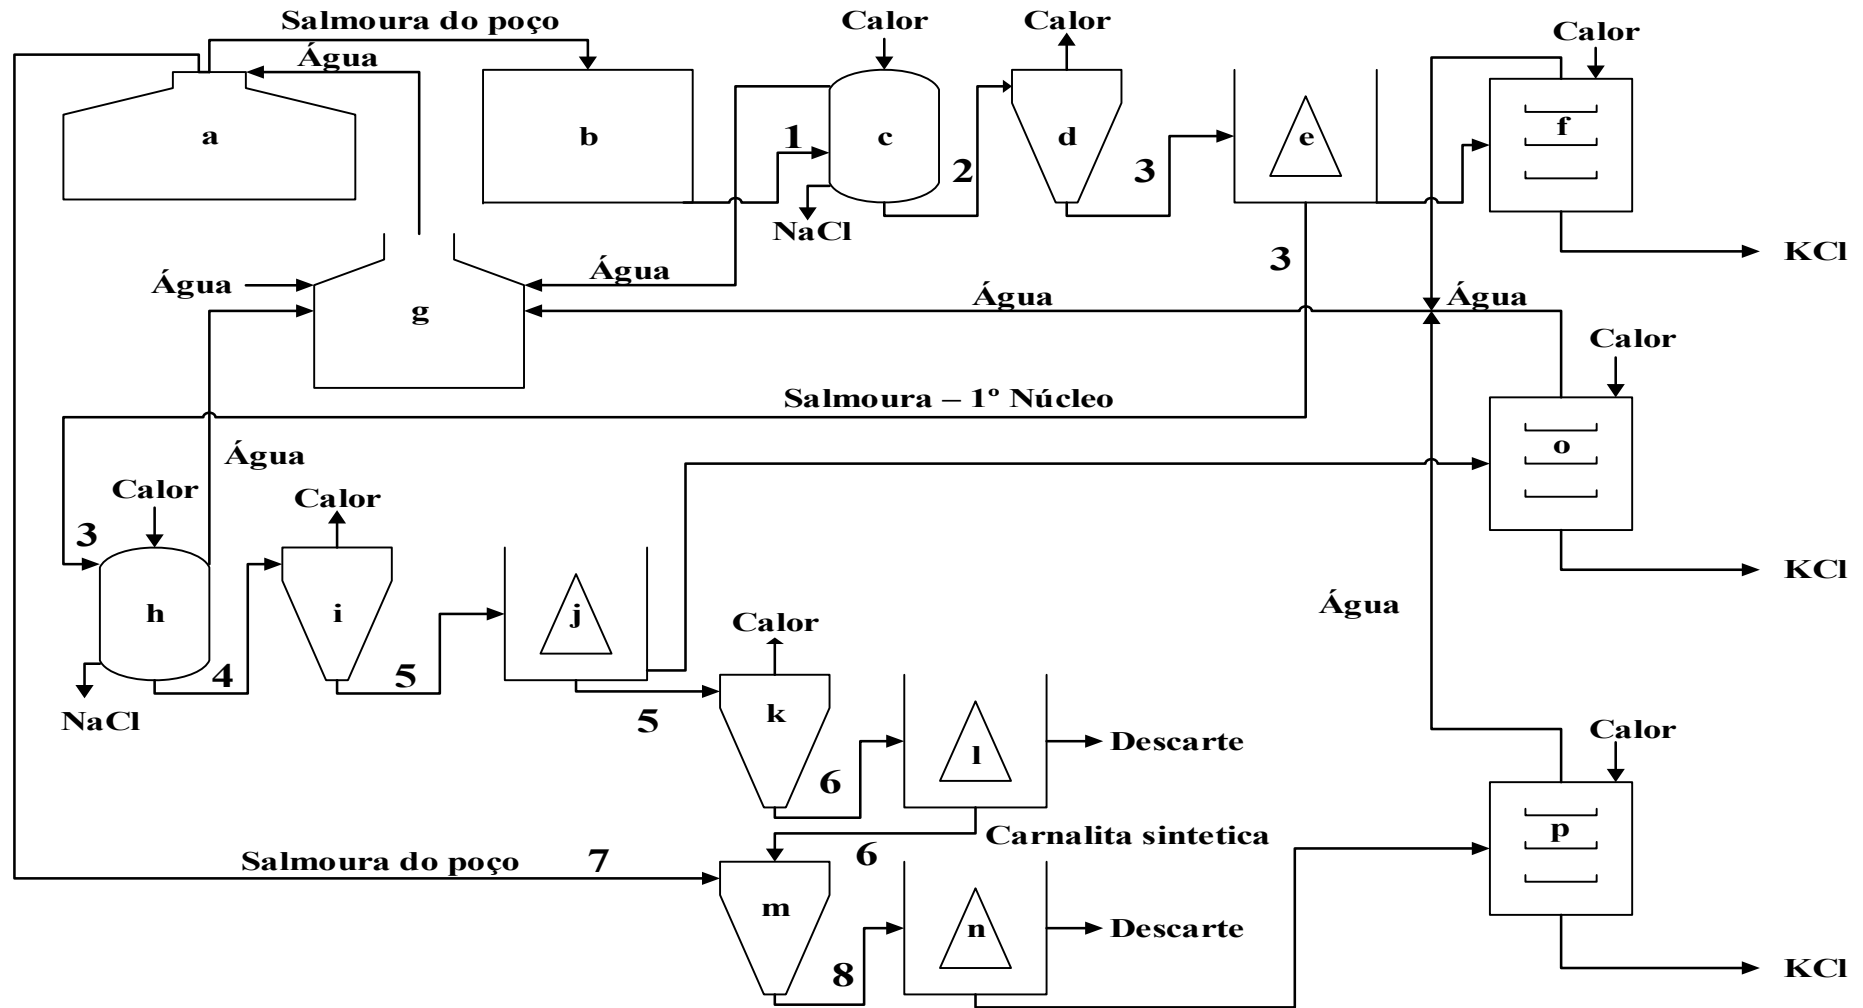 Salmoura do poço
Calor
Calor
Calor
Água
a
b
1
c
2
d
3
e
f
NaCl
KCl
3
Água
Água
g
Água
Água
Calor
Salmoura – 1º Núcleo
Água
o
Calor
Calor
3
KCl
h
i
j
Água
Calor
4
5
k
5
NaCl
l
Descarte
Calor
6
Carnalita sintetica
p
Salmoura do poço
7
6
m
n
Descarte
8
KCl